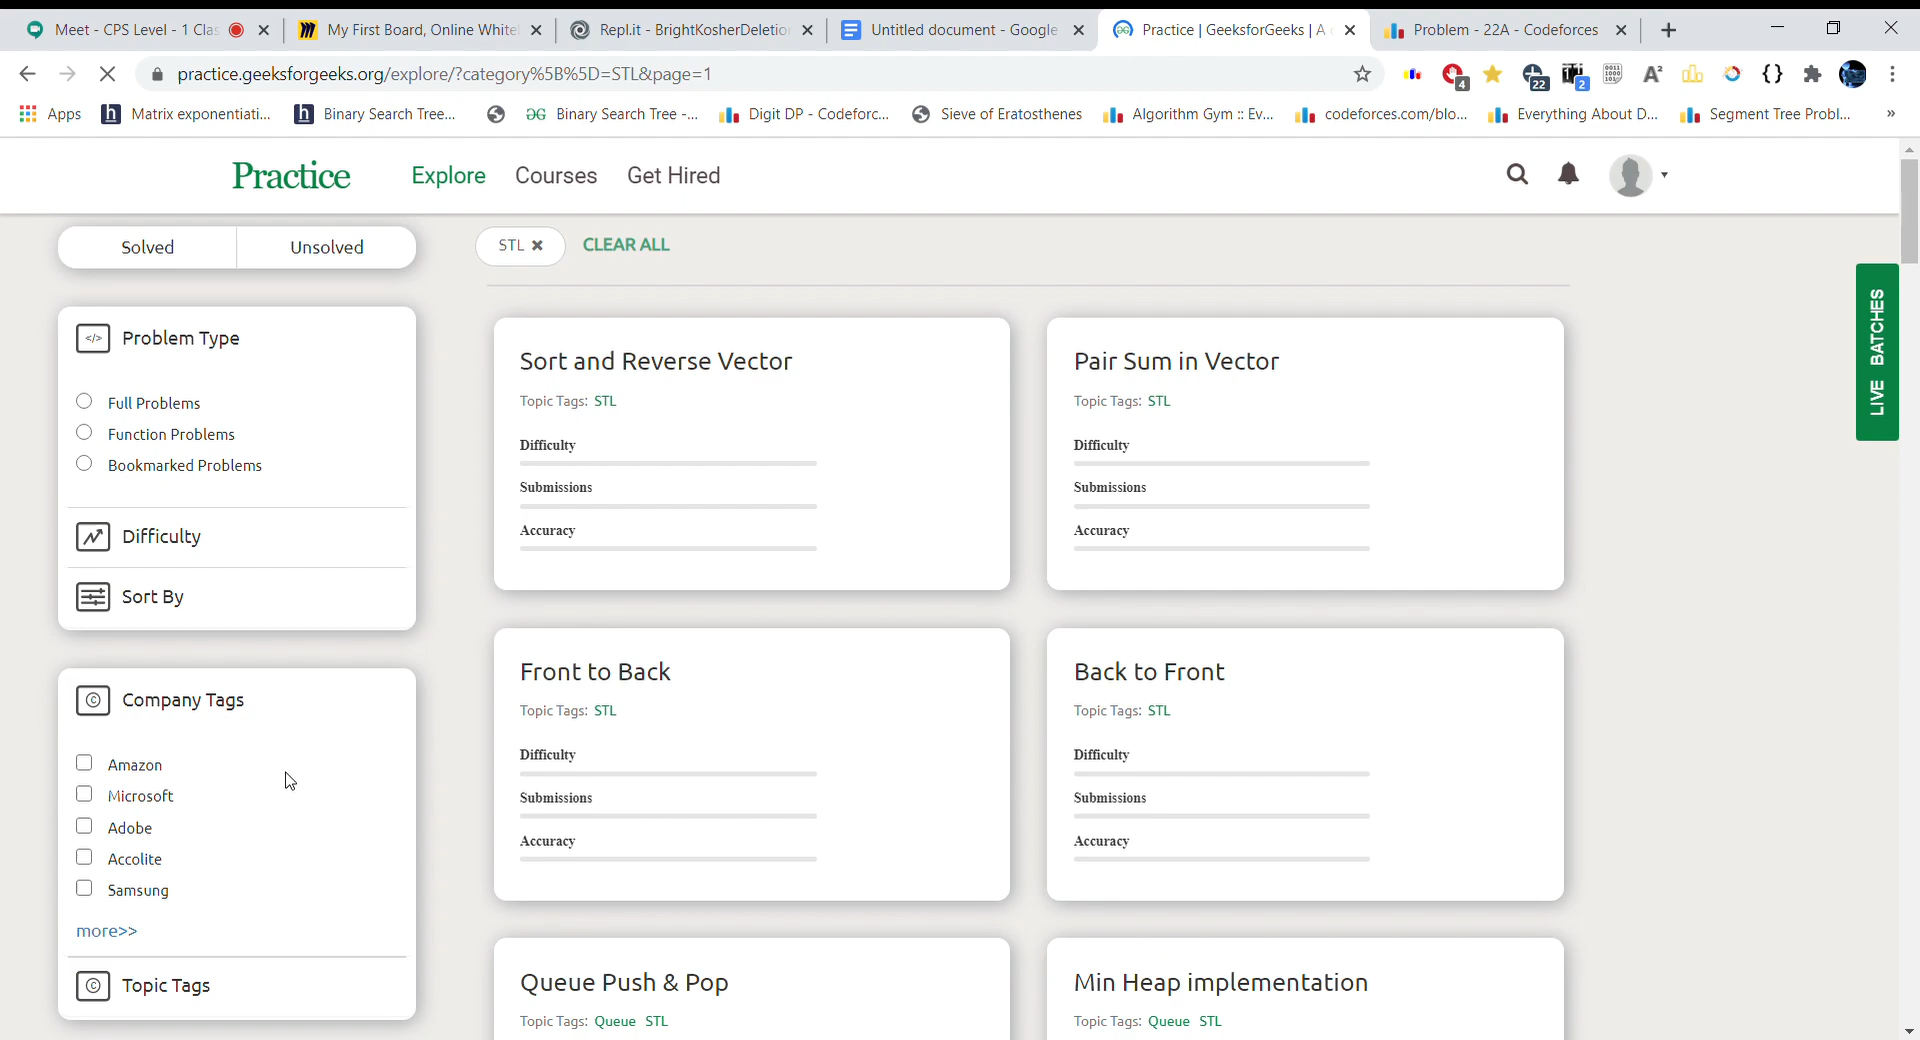 Meet - CPS Level - 1 Clas
My First Board, Online White
Repl.it - BrightKosherDeletio
Untitled document - Google
Practice | GeeksforGeeks | A
Problem - 22A - Codeforces
practice.geeksforgeeks.org/explore/?category%5B%5D=STL&page=1
4
22
2
Apps
Matrix exponentiati...
Binary Search Tree...
Binary Search Tree -...
Digit DP - Codeforc...
Sieve of Eratosthenes
Algorithm Gym :: Ev...
codeforces.com/blo...
Everything About D...
Segment Tree Probl...
»
Practice
Explore
Courses
Get Hired
Solved
Unsolved
STL ✖
CLEAR ALL
LIVE BATCHES
Problem Type
Full Problems
Function Problems
Bookmarked Problems
Difficulty
Sort By
Company Tags
Amazon
Microsoft
Adobe
Accolite
Samsung
more>>
Topic Tags
Sort and Reverse Vector
Topic Tags: STL
Difficulty
Submissions
Accuracy
Pair Sum in Vector
Topic Tags: STL
Difficulty
Submissions
Accuracy
Front to Back
Topic Tags: STL
Difficulty
Submissions
Accuracy
Back to Front
Topic Tags: STL
Difficulty
Submissions
Accuracy
Queue Push & Pop
Topic Tags: Queue STL
Min Heap implementation
Topic Tags: Queue STL